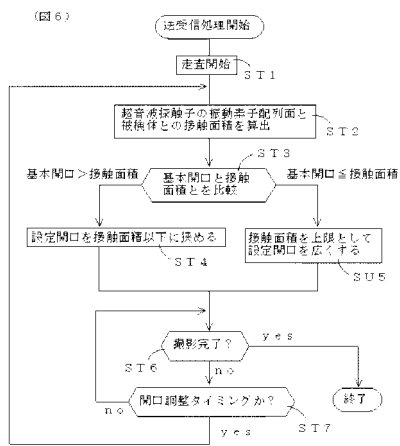 (図6)
送受信処理開始
走査開始
ST1
超音波探触子の振動素子配列面と
被検体との接触面積を算出
ST2
ST3
基本開口>接触面積
基本開口と接触
面積とを比較
基本開口≦接触面積
設定開口を接触面積以下に狭める
ST4
接触面積を上限として
設定開口を広くする
SU5
撮影完了?
yes
ST6
no
終了
開口調整タイミングか?
no
ST7
yes